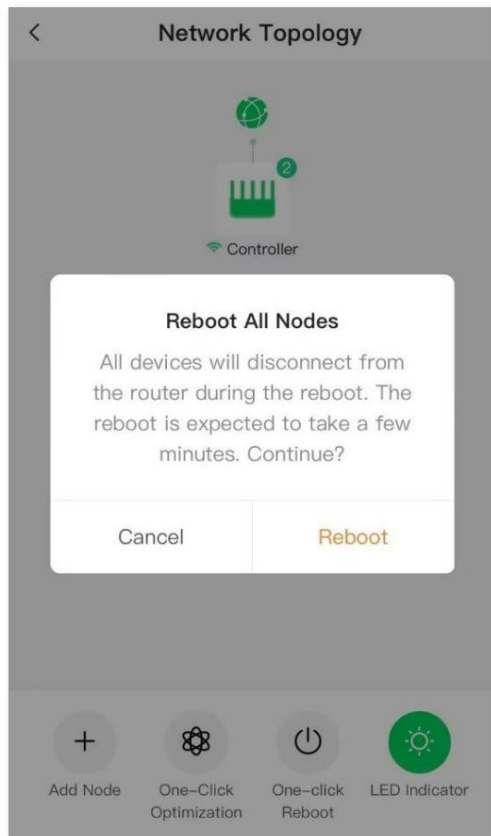 Network Topology
2
Controller
Reboot All Nodes
All devices will disconnect from
the router during the reboot. The
reboot is expected to take a few
minutes. Continue?
Cancel
Reboot
Add Node
One-Click
Optimization
One-click
Reboot
LED Indicator